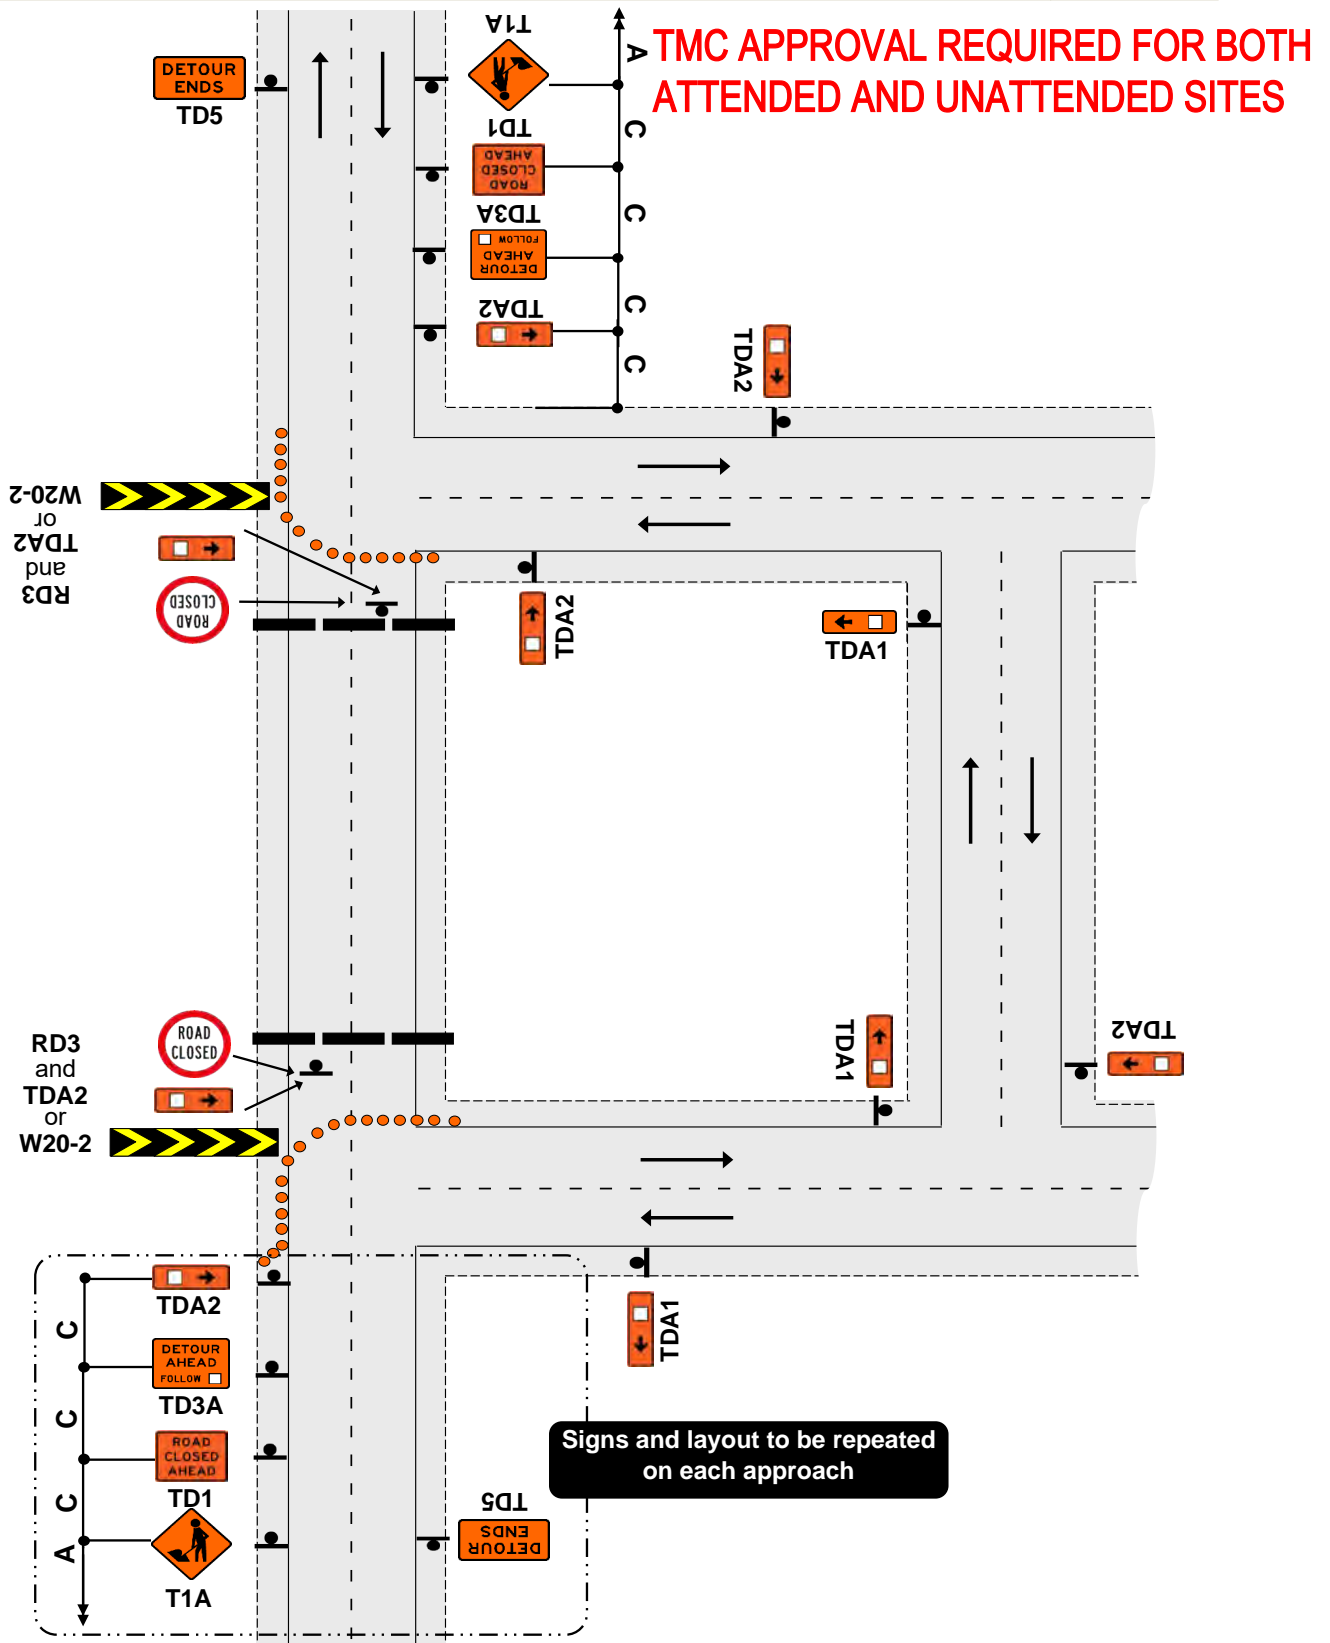 TMC APPROVAL REQUIRED FOR BOTH
ATTENDED AND UNATTENDED SITES
DETOUR
ENDS
TD5
T1A
A
C
TD1
ROAD
CLOSED
AHEAD
C
TD3A
DETOUR
AHEAD
FOLLOW
C
TDA2
C
TDA2
W20-2
or
TDA2
and
RD3
ROAD
CLOSED
TDA2
TDA1
RD3
and
TDA2
or
W20-2
ROAD
CLOSED
TDA1
TDA2
TDA2
C
DETOUR
AHEAD
FOLLOW
TD3A
C
ROAD
CLOSED
AHEAD
TD1
C
A
T1A
TDA1
Signs and layout to be repeated
on each approach
TD5
DETOUR
ENDS